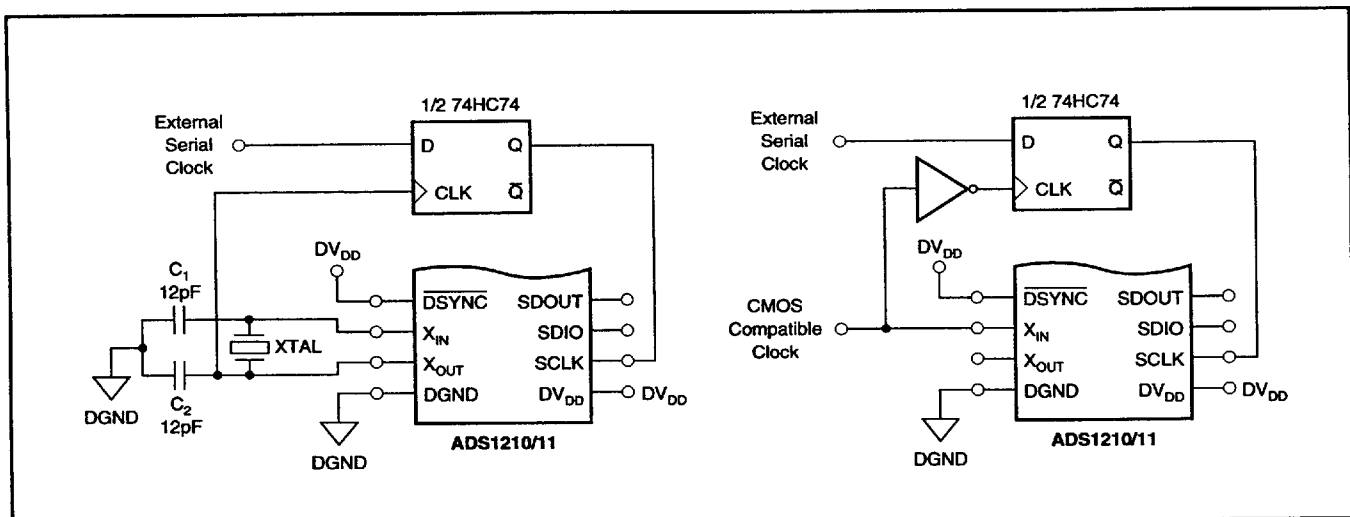 1/2 74HC74
External
Serial
Clock
D
Q
CLK
Q̅
DV_DD
C₁
12pF
XTAL
C₂
12pF
DGND
D̅S̅Y̅N̅C̅
X_IN
X_OUT
DGND
SDOUT
SDIO
SCLK
DV_DD
DGND
ADS1210/11
1/2 74HC74
External
Serial
Clock
D
Q
CLK
Q̅
DV_DD
CMOS
Compatible
Clock
D̅S̅Y̅N̅C̅
X_IN
X_OUT
DGND
SDOUT
SDIO
SCLK
DV_DD
DV_DD
DGND
ADS1210/11
DV_DD